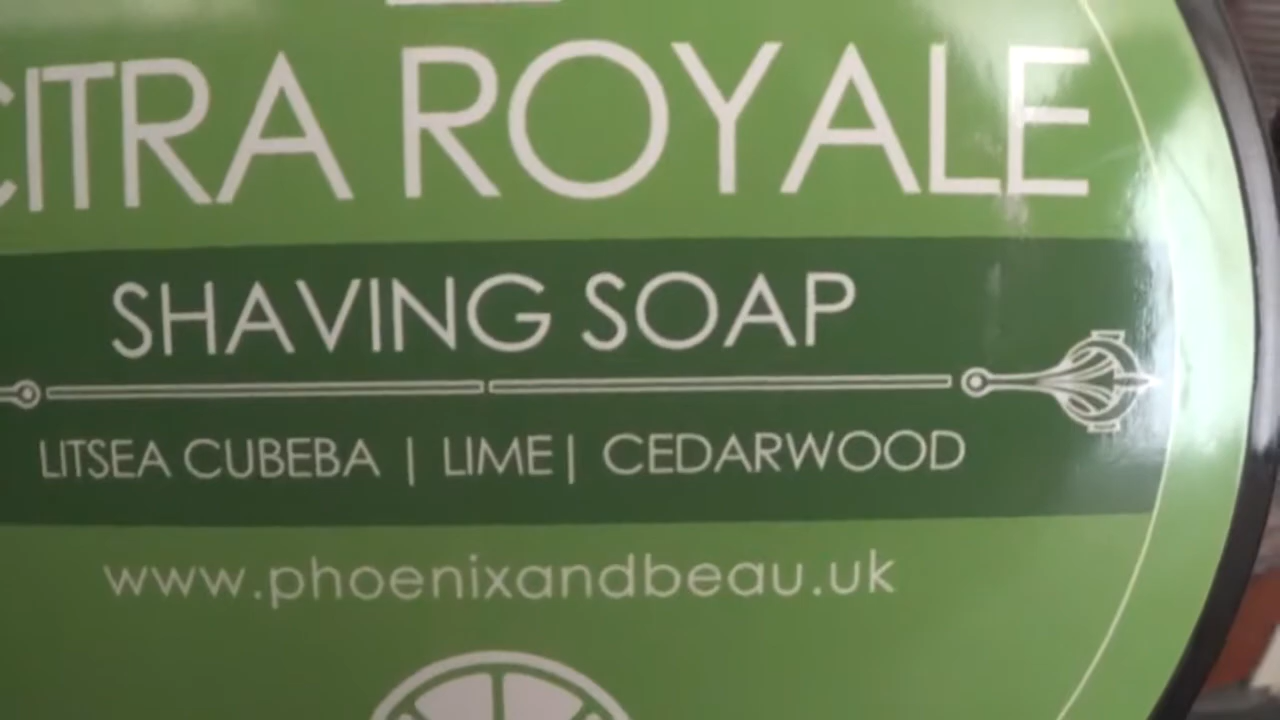 CITRA ROYALE
SHAVING SOAP
LITSEA CUBEBA | LIME | CEDARWOOD
www.phoenixandbeau.uk